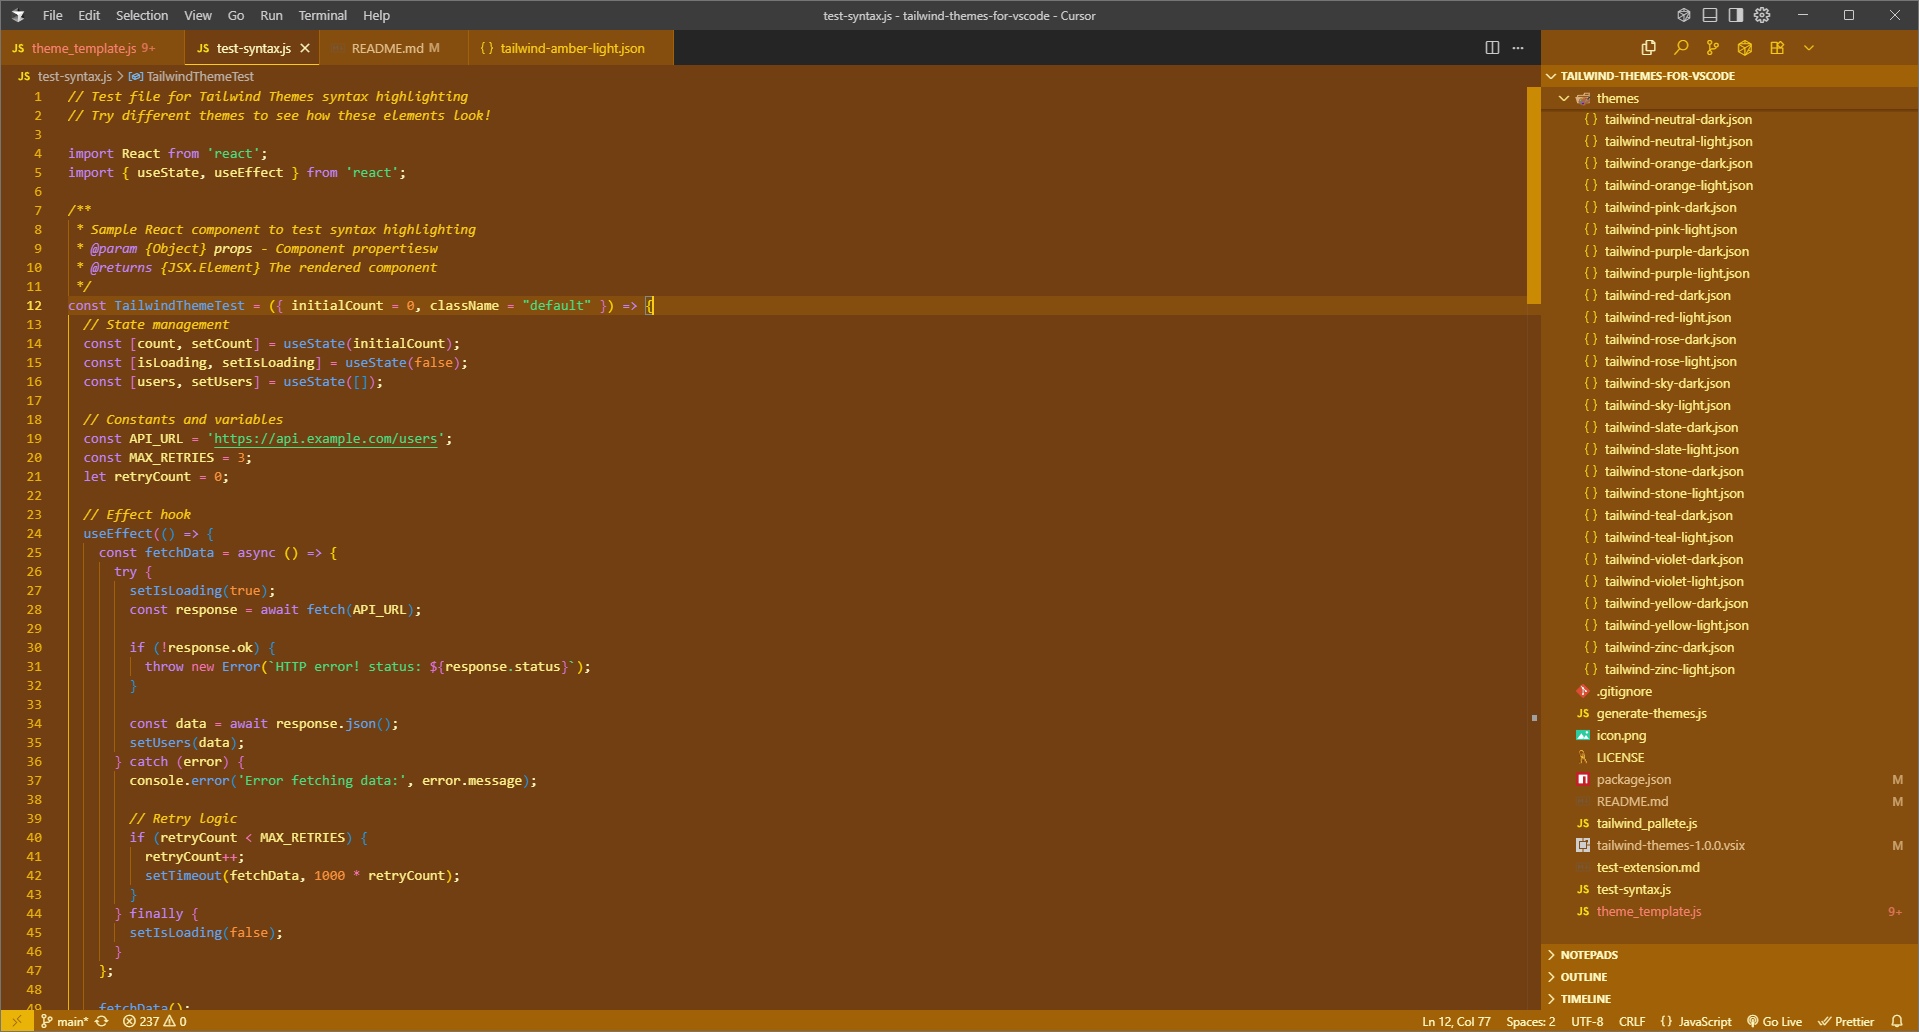 File Edit Selection View Go Run Terminal Help
test-syntax.js - tailwind-themes-for-vscode - Cursor
JS theme_template.js 9+
JS test-syntax.js
README.md M
{ } tailwind-amber-light.json
JS test-syntax.js > TailwindThemeTest
1 // Test file for Tailwind Themes syntax highlighting
2 // Try different themes to see how these elements look!
3
4 import React from 'react';
5 import { useState, useEffect } from 'react';
6
7 /**
8  * Sample React component to test syntax highlighting
9  * @param {Object} props - Component propertiesw
10  * @returns {JSX.Element} The rendered component
11  */
12 const TailwindThemeTest = ({ initialCount = 0, className = "default" }) => {
13   // State management
14   const [count, setCount] = useState(initialCount);
15   const [isLoading, setIsLoading] = useState(false);
16   const [users, setUsers] = useState([]);
17
18   // Constants and variables
19   const API_URL = 'https://api.example.com/users';
20   const MAX_RETRIES = 3;
21   let retryCount = 0;
22
23   // Effect hook
24   useEffect(() => {
25     const fetchData = async () => {
26       try {
27         setIsLoading(true);
28         const response = await fetch(API_URL);
29
30         if (!response.ok) {
31           throw new Error(`HTTP error! status: ${response.status}`);
32         }
33
34         const data = await response.json();
35         setUsers(data);
36       } catch (error) {
37         console.error('Error fetching data:', error.message);
38
39         // Retry logic
40         if (retryCount < MAX_RETRIES) {
41           retryCount++;
42           setTimeout(fetchData, 1000 * retryCount);
43         }
44       } finally {
45         setIsLoading(false);
46       }
47     };
48
49     fetchData();
TAILWIND-THEMES-FOR-VSCODE
themes
{ } tailwind-neutral-dark.json
{ } tailwind-neutral-light.json
{ } tailwind-orange-dark.json
{ } tailwind-orange-light.json
{ } tailwind-pink-dark.json
{ } tailwind-pink-light.json
{ } tailwind-purple-dark.json
{ } tailwind-purple-light.json
{ } tailwind-red-dark.json
{ } tailwind-red-light.json
{ } tailwind-rose-dark.json
{ } tailwind-rose-light.json
{ } tailwind-sky-dark.json
{ } tailwind-sky-light.json
{ } tailwind-slate-dark.json
{ } tailwind-slate-light.json
{ } tailwind-stone-dark.json
{ } tailwind-stone-light.json
{ } tailwind-teal-dark.json
{ } tailwind-teal-light.json
{ } tailwind-violet-dark.json
{ } tailwind-violet-light.json
{ } tailwind-yellow-dark.json
{ } tailwind-yellow-light.json
{ } tailwind-zinc-dark.json
{ } tailwind-zinc-light.json
.gitignore
JS generate-themes.js
icon.png
LICENSE
package.json M
README.md M
JS tailwind_pallete.js
tailwind-themes-1.0.0.vsix M
test-extension.md
JS test-syntax.js
JS theme_template.js 9+
NOTEPADS
OUTLINE
TIMELINE
main* 237 0
Ln 12, Col 77 Spaces: 2 UTF-8 CRLF { } JavaScript Go Live Prettier